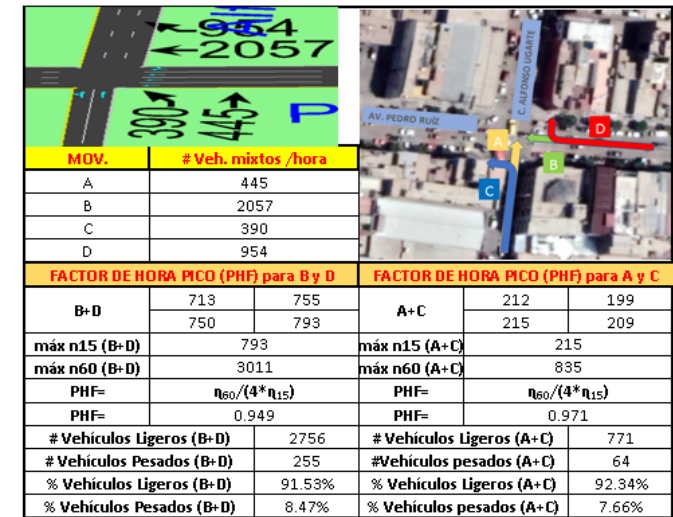 954
2057
390
445
P
AV. PEDRO RUÍZ
C. ALFONSO UGARTE
A
B
C
D
MOV. # Veh. mixtos /hora
A 445
B 2057
C 390
D 954
FACTOR DE HORA PICO (PHF) para B y D FACTOR DE HORA PICO (PHF) para A y C
B+D 713 755 A+C 212 199
750 793 215 209
máx n15 (B+D) 793 máx n15 (A+C) 215
máx n60 (B+D) 3011 máx n60 (A+C) 835
PHF= η60/(4*η15) PHF= η60/(4*η15)
PHF= 0.949 PHF= 0.971
# Vehículos Ligeros (B+D) 2756 # Vehículos Ligeros (A+C) 771
# Vehículos Pesados (B+D) 255 #Vehículos pesados (A+C) 64
% Vehículos Ligeros (B+D) 91.53% % Vehículos Ligeros (A+C) 92.34%
% Vehículos Pesados (B+D) 8.47% % Vehículos pesados (A+C) 7.66%